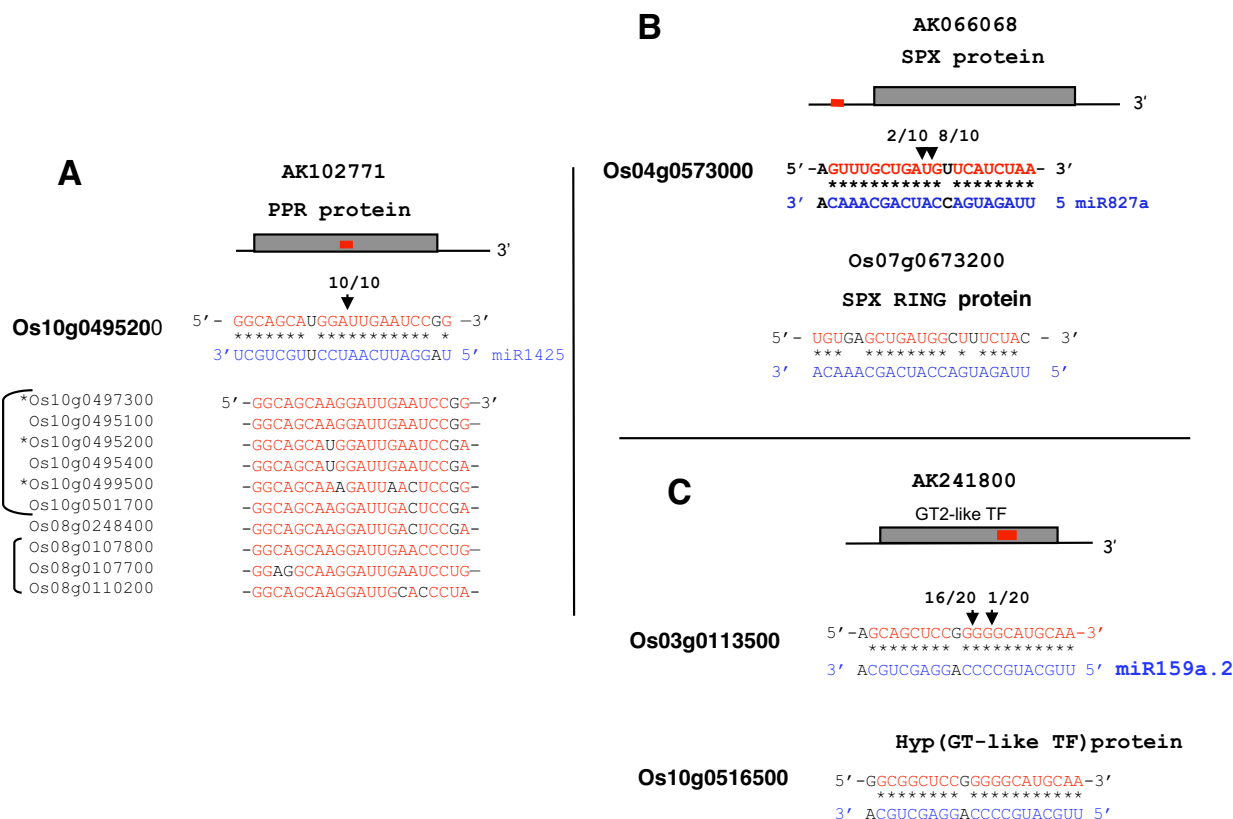 A
AK102771
PPR protein
3'
10/10
Os10g0495200
5'- GGCAGCAUGGAUUGAAUCCGG —3'
******* *********** *
3'UCGUCGUUCCUAACUUAGGAU 5' miR1425
*Os10g0497300 5'-GGCAGCAAGGAUUGAAUCCGG—3'
Os10g0495100 -GGCAGCAAGGAUUGAAUCCGG—
*Os10g0495200 -GGCAGCAUGGAUUGAAUCCGA-
Os10g0495400 -GGCAGCAUGGAUUGAAUCCGA-
*Os10g0499500 -GGCAGCAAAGAUUAACUCCGG-
Os10g0501700 -GGCAGCAAGGAUUGACUCCGA-
Os08g0248400 -GGCAGCAAGGAUUGACUCCGA-
Os08g0107800 -GGCAGCAAGGAUUGAACCCUG—
Os08g0107700 -GGAGGCAAGGAUUGAAUCCUG—
Os08g0110200 -GGCAGCAAGGAUUGCACCCUA-
B
AK066068
SPX protein
3'
2/10 8/10
Os04g0573000
5'-AGUUUGCUGAUGUUCAUCUAA- 3'
*********** ********
3' ACAAACGACUACCAGUAGAUU 5 miR827a
Os07g0673200
SPX RING protein
5'- UGUGAGCUGAUGGCUUUCUAC - 3'
*** ******** * ****
3' ACAAACGACUACCAGUAGAUU 5'
C
AK241800
GT2-like TF
3'
16/20 1/20
Os03g0113500
5'-AGCAGCUCCGGGGGCAUGCAA-3'
******** ***********
3' ACGUCGAGGACCCCGUACGUU 5' miR159a.2
Hyp(GT-like TF)protein
Os10g0516500
5'-GGCGGCUCCGGGGGCAUGCAA-3'
******** ***********
3' ACGUCGAGGACCCCGUACGUU 5'